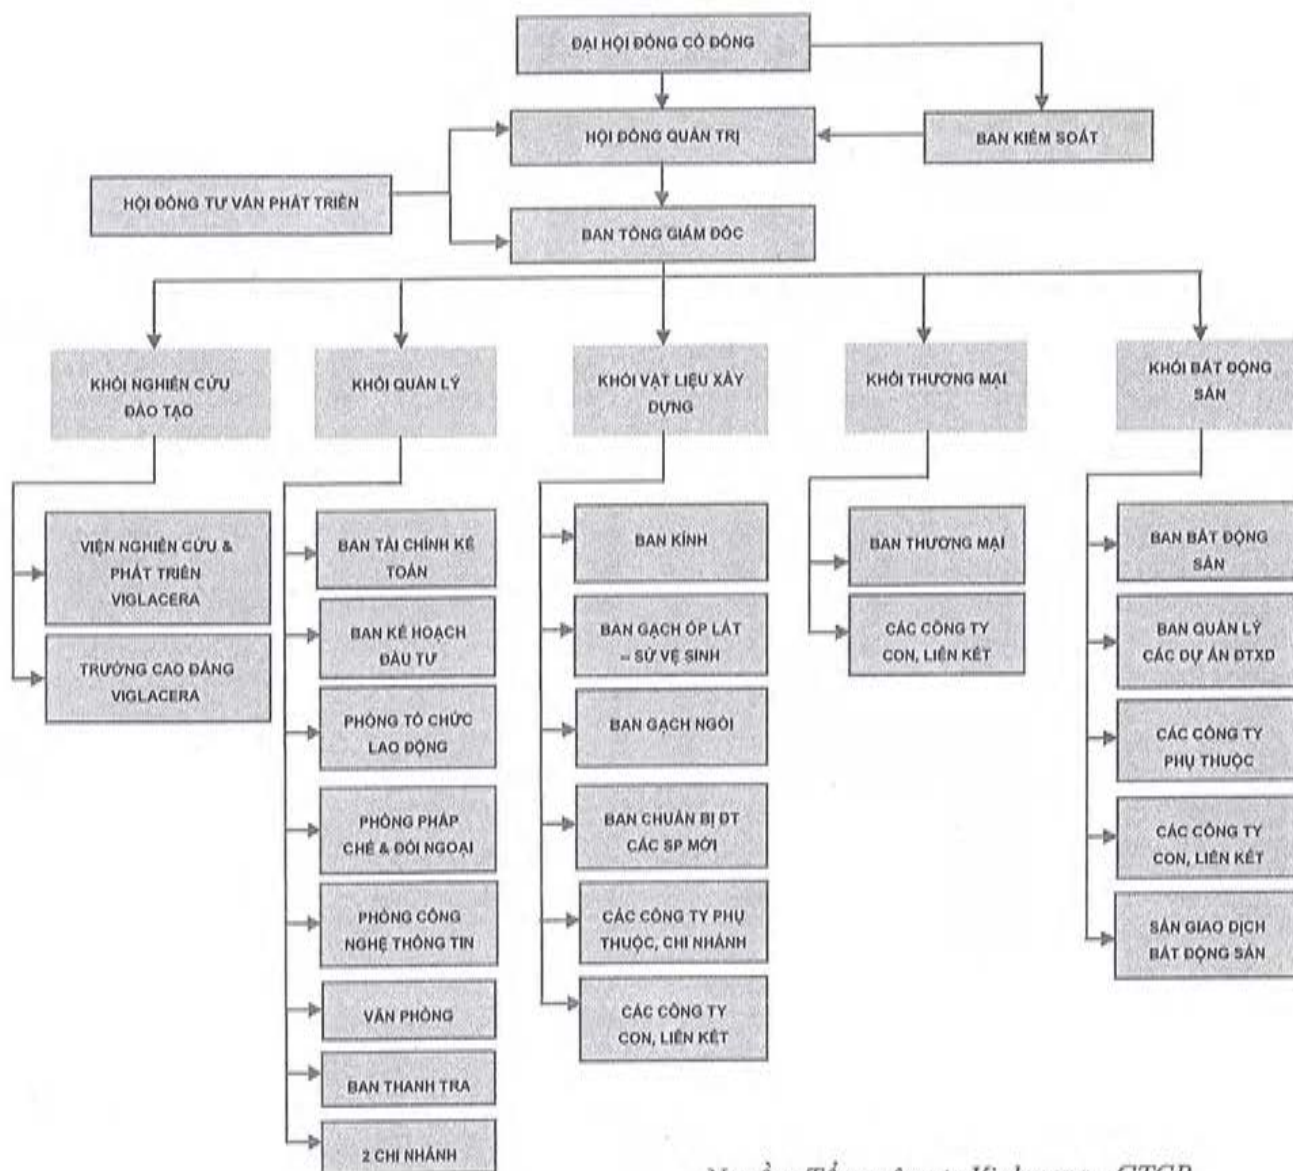 ĐẠI HỘI ĐỒNG CỔ ĐÔNG
HỘI ĐỒNG QUẢN TRỊ
BAN KIỂM SOÁT
HỘI ĐỒNG TƯ VẤN PHÁT TRIỂN
BAN TỔNG GIÁM ĐỐC
KHỐI NGHIÊN CỨU
ĐÀO TẠO
VIỆN NGHIÊN CỨU &
PHÁT TRIỂN
VIGLACERA
TRƯỜNG CAO ĐẲNG
VIGLACERA
KHỐI QUẢN LÝ
BAN TÀI CHÍNH KẾ
TOÁN
BAN KẾ HOẠCH
ĐẦU TƯ
PHÒNG TỔ CHỨC
LAO ĐỘNG
PHÒNG PHÁP
CHẾ & ĐỐI NGOẠI
PHÒNG CÔNG
NGHỆ THÔNG TIN
VĂN PHÒNG
BAN THANH TRA
2 CHI NHÁNH
KHỐI VẬT LIỆU XÂY
DỰNG
BAN KÍNH
BAN GẠCH ỐP LÁT
– SỨ VỆ SINH
BAN GẠCH NGÓI
BAN CHUẨN BỊ ĐT
CÁC SP MỚI
CÁC CÔNG TY PHỤ
THUỘC, CHI NHÁNH
CÁC CÔNG TY
CON, LIÊN KẾT
KHỐI THƯƠNG MẠI
BAN THƯƠNG MẠI
CÁC CÔNG TY
CON, LIÊN KẾT
KHỐI BẤT ĐỘNG
SẢN
BAN BẤT ĐỘNG
SẢN
BAN QUẢN LÝ
CÁC DỰ ÁN ĐTXD
CÁC CÔNG TY
PHỤ THUỘC
CÁC CÔNG TY
CON, LIÊN KẾT
SÀN GIAO DỊCH
BẤT ĐỘNG SẢN